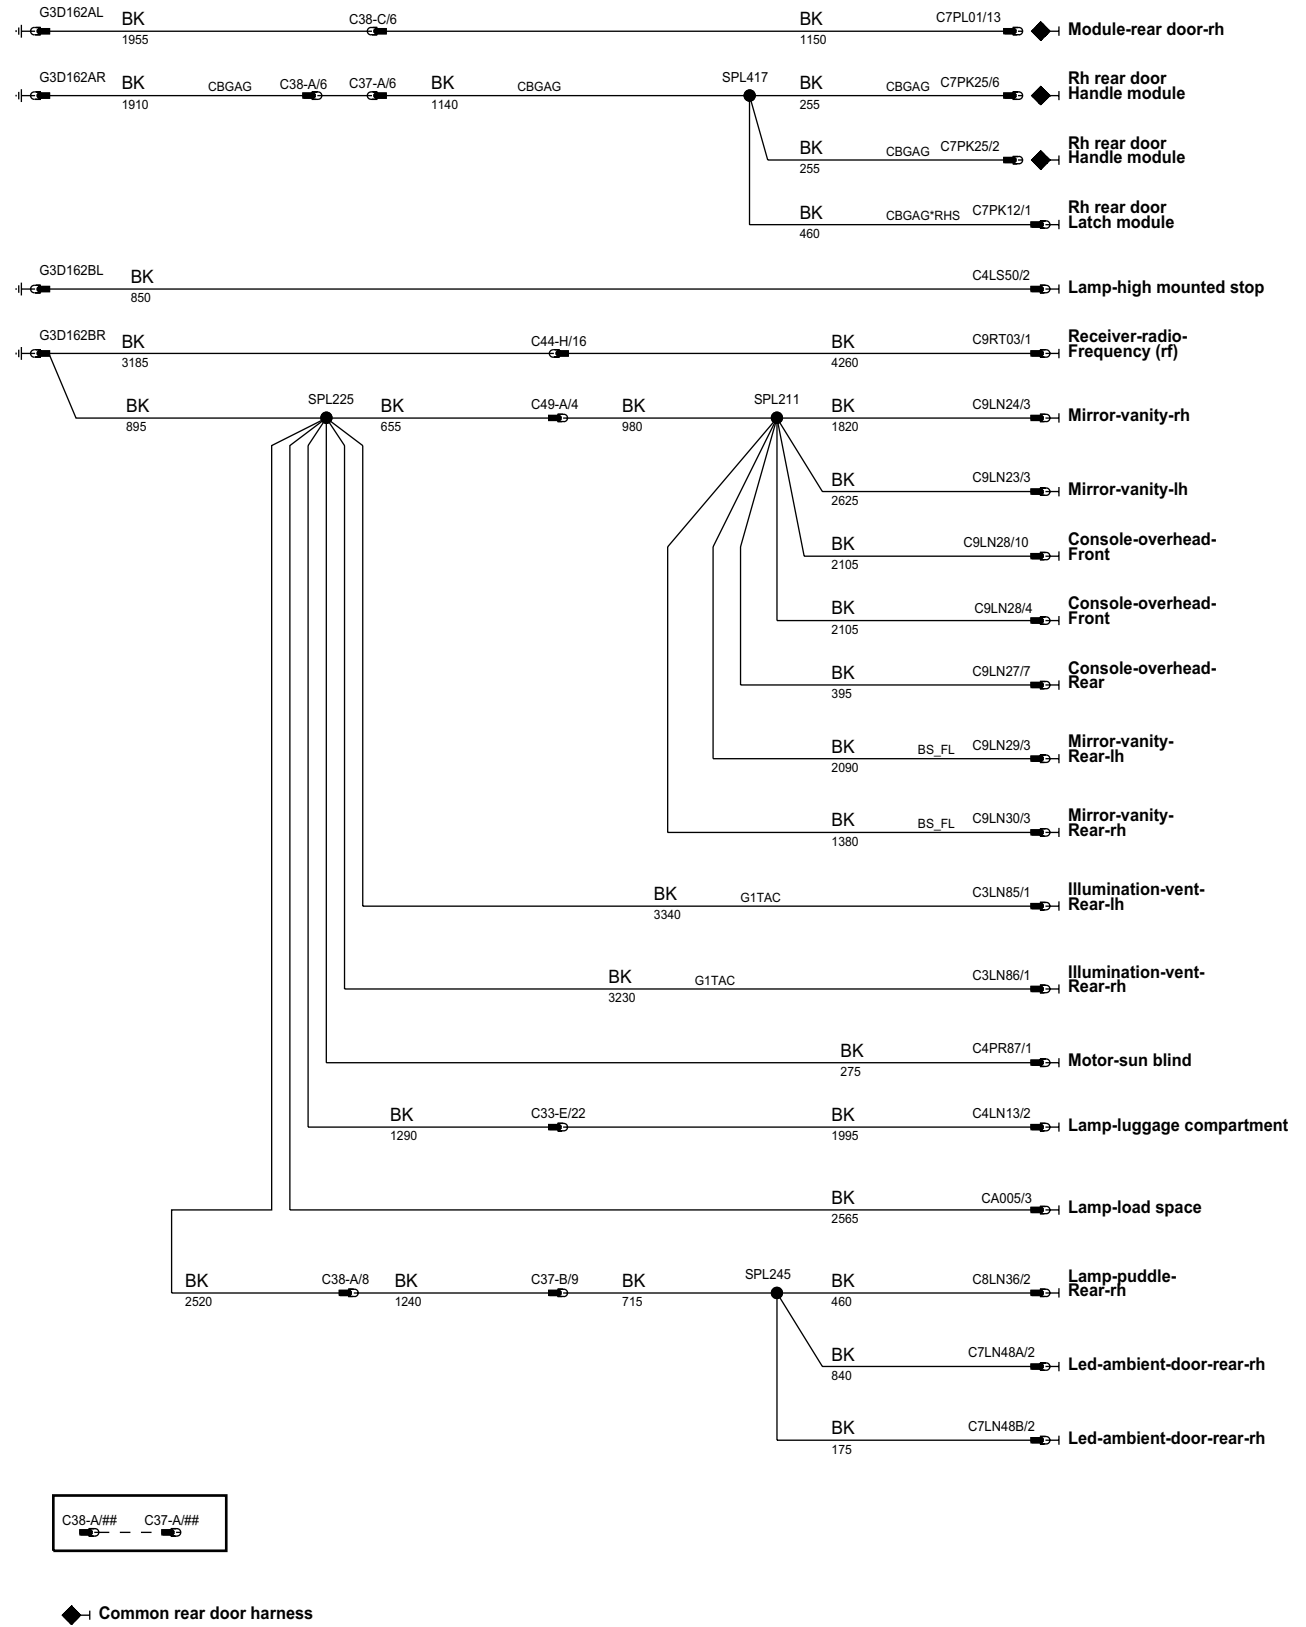 G3D162AL BK C38-C/6 BK C7PL01/13 Module-rear door-rh
1955 1150
G3D162AR BK CBGAG C38-A/6 C37-A/6 BK CBGAG SPL417 BK CBGAG C7PK25/6 Rh rear door
Handle module
1910 1140 255
BK CBGAG C7PK25/2 Rh rear door
Handle module
255
BK CBGAG*RHS C7PK12/1 Rh rear door
Latch module
460
G3D162BL BK C4LS50/2 Lamp-high mounted stop
850
G3D162BR BK C44-H/16 BK C9RT03/1 Receiver-radio-
Frequency (rf)
3185 4260
BK SPL225 BK C49-A/4 BK SPL211 BK C9LN24/3 Mirror-vanity-rh
895 655 980 1820
BK C9LN23/3 Mirror-vanity-lh
2625
BK C9LN28/10 Console-overhead-
Front
2105
BK C9LN28/4 Console-overhead-
Front
2105
BK C9LN27/7 Console-overhead-
Rear
395
BK BS_FL C9LN29/3 Mirror-vanity-
Rear-lh
2090
BK BS_FL C9LN30/3 Mirror-vanity-
Rear-rh
1380
BK G1TAC C3LN85/1 Illumination-vent-
Rear-lh
3340
BK G1TAC C3LN86/1 Illumination-vent-
Rear-rh
3230
BK C4PR87/1 Motor-sun blind
275
BK C33-E/22 BK C4LN13/2 Lamp-luggage compartment
1290 1995
BK CA005/3 Lamp-load space
2565
BK C38-A/8 BK C37-B/9 BK SPL245 BK C8LN36/2 Lamp-puddle-
Rear-rh
2520 1240 715 460
BK C7LN48A/2 Led-ambient-door-rear-rh
840
BK C7LN48B/2 Led-ambient-door-rear-rh
175
C38-A/## C37-A/##
Common rear door harness